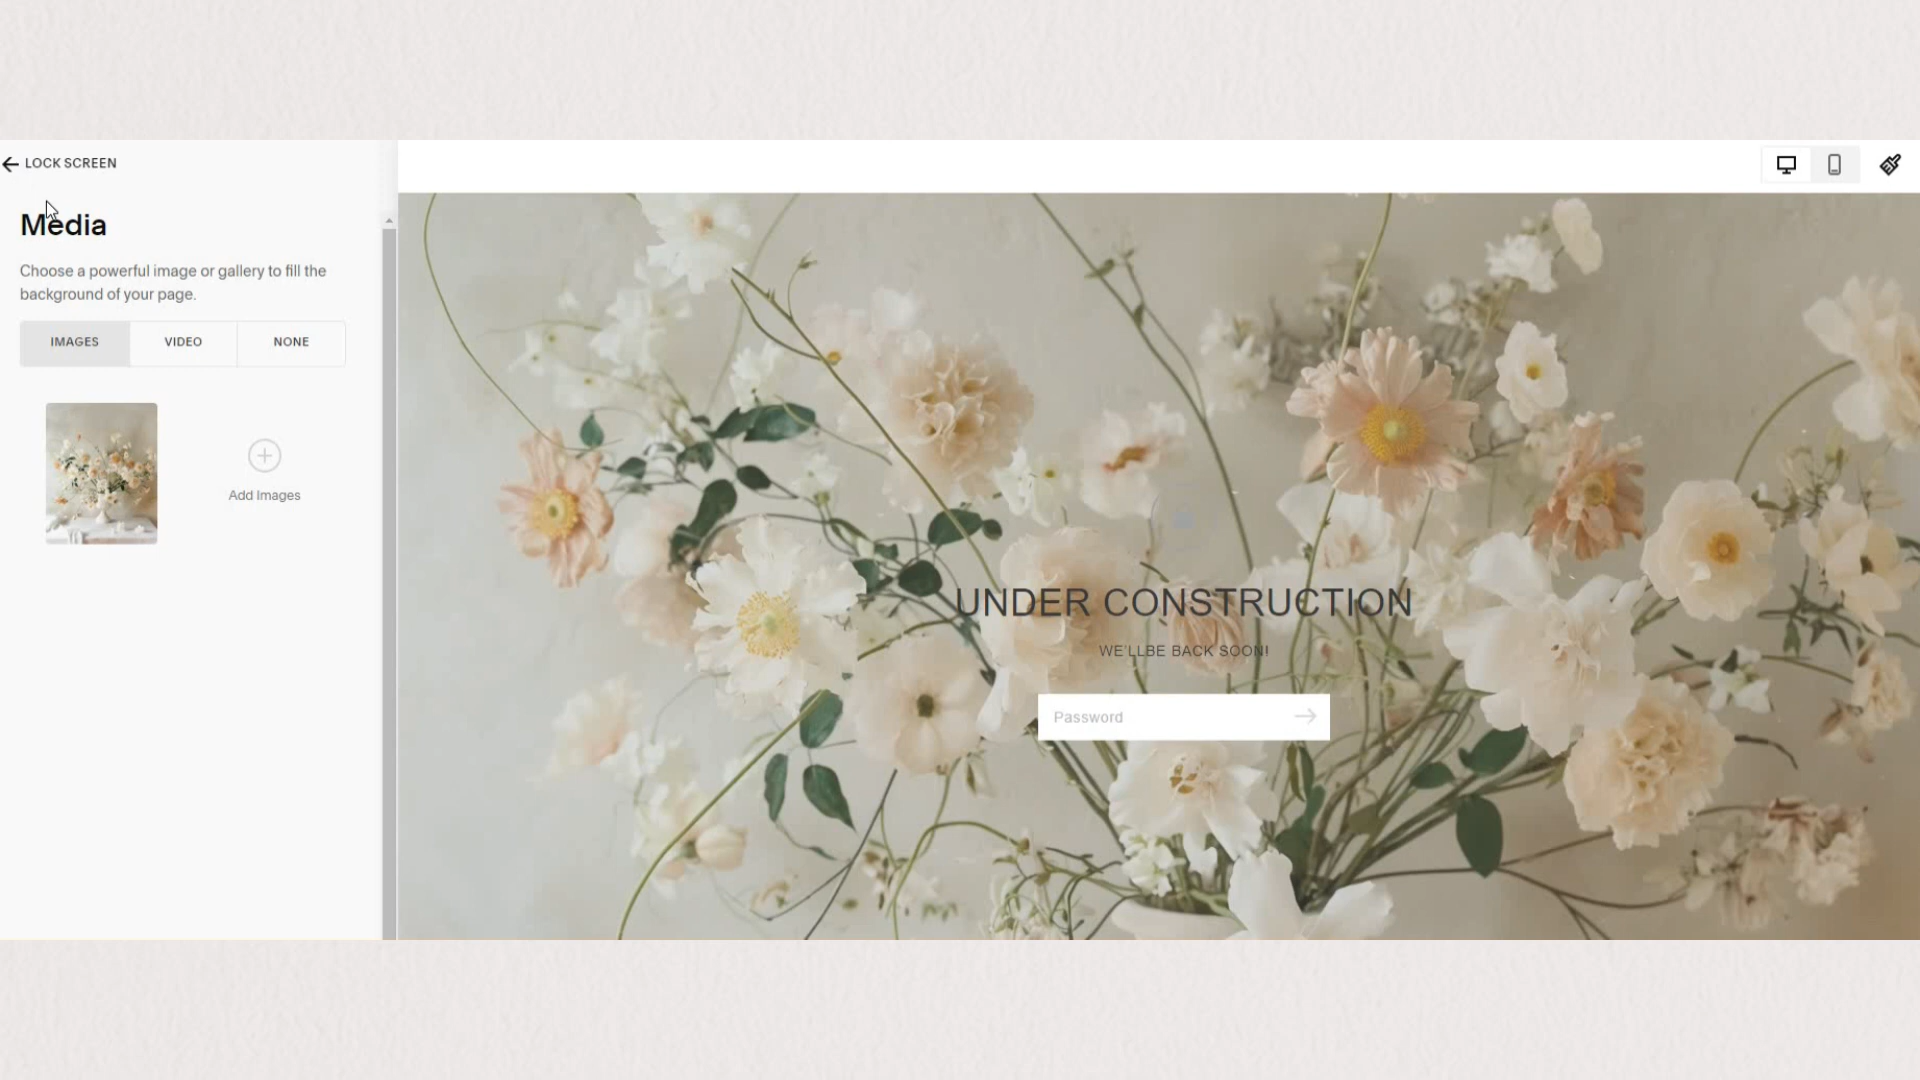 LOCK SCREEN
Media
Choose a powerful image or gallery to fill the
background of your page.
IMAGES VIDEO NONE
Add Images
UNDER CONSTRUCTION
WE'LLBE BACK SOON!
Password